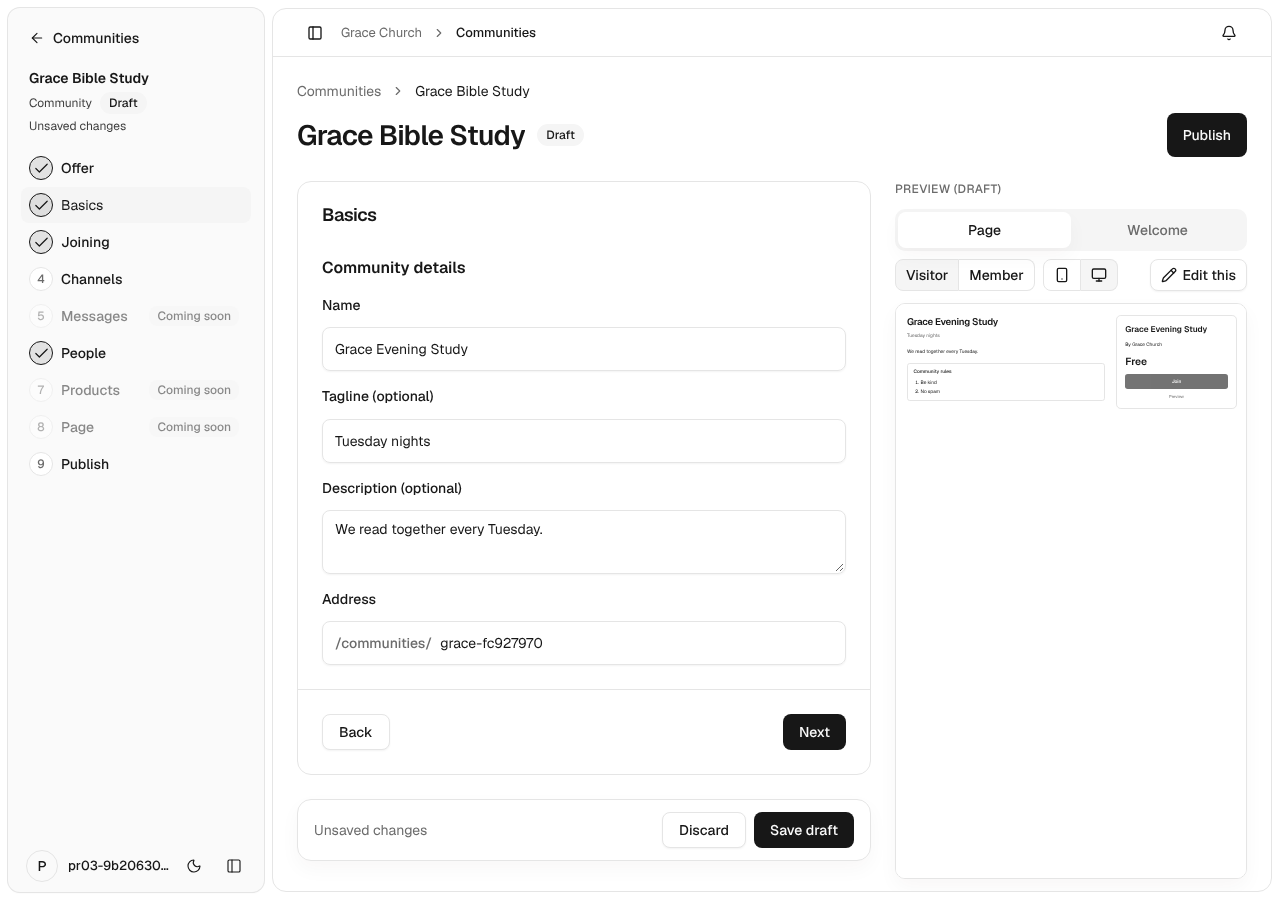 Communities
Grace Bible Study
Community Draft
Unsaved changes
Offer
Basics
Joining
4 Channels
5 Messages Coming soon
People
7 Products Coming soon
8 Page Coming soon
9 Publish
P pr03-9b20630...
Grace Church Communities
Communities Grace Bible Study
Grace Bible Study Draft
Publish
Basics
Community details
Name
Grace Evening Study
Tagline (optional)
Tuesday nights
Description (optional)
We read together every Tuesday.
Address
/communities/ grace-fc927970
Back Next
Unsaved changes Discard Save draft
PREVIEW (DRAFT)
Page Welcome
Visitor Member Edit this
Grace Evening Study
Tuesday nights
We read together every Tuesday.
Community rules
1. Be kind
2. No spam
Grace Evening Study
By Grace Church
Free
Join
Preview